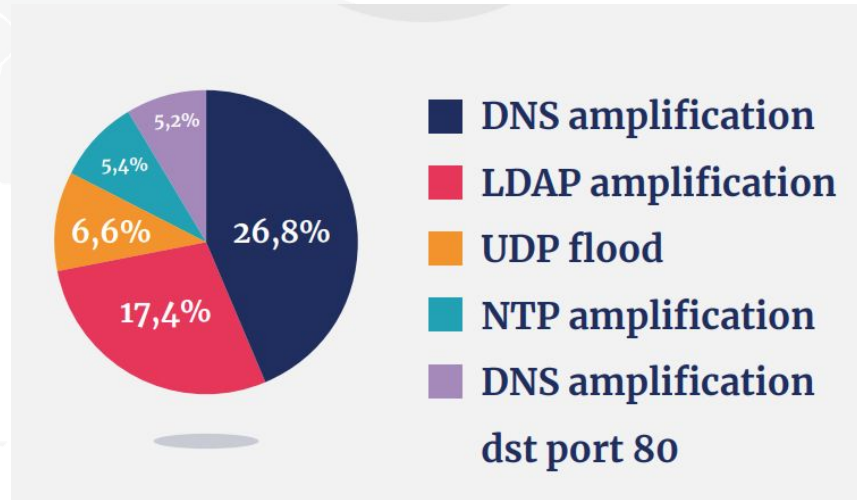 5,2%
5,4%
6,6%
26,8%
17,4%
DNS amplification
LDAP amplification
UDP flood
NTP amplification
DNS amplification
dst port 80